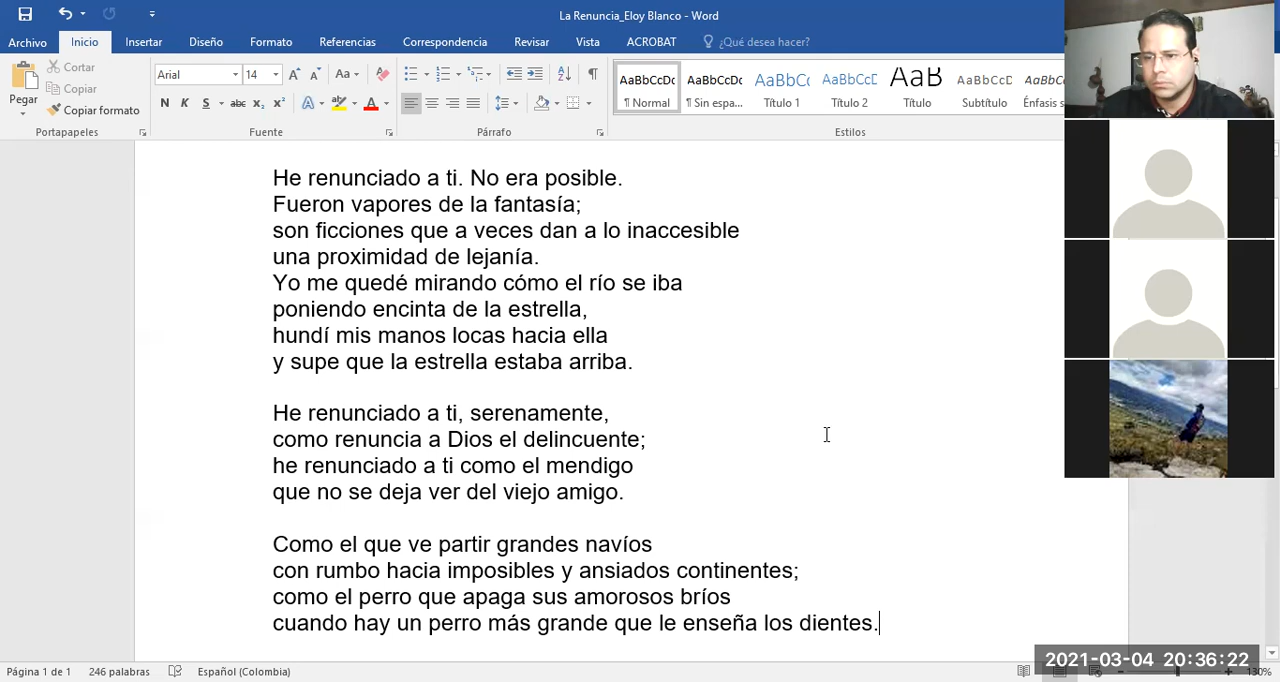 La Renuncia_Eloy Blanco - Word
Archivo Inicio Insertar Diseño Formato Referencias Correspondencia Revisar Vista ACROBAT ¿Qué desea hacer?
Pegar
Cortar
Copiar
Copiar formato
Portapapeles
Arial 14 Aa
N K S abc x₂ x²
Fuente
Párrafo
AaBbCcDc AaBbCcDc AaBbCc AaBbCcD AaB AaBbCcD AaBbCcD
¶ Normal ¶ Sin espa... Título 1 Título 2 Título Subtítulo Énfasis s
Estilos
He renunciado a ti. No era posible.
Fueron vapores de la fantasía;
son ficciones que a veces dan a lo inaccesible
una proximidad de lejanía.
Yo me quedé mirando cómo el río se iba
poniendo encinta de la estrella,
hundí mis manos locas hacia ella
y supe que la estrella estaba arriba.
He renunciado a ti, serenamente,
como renuncia a Dios el delincuente;
he renunciado a ti como el mendigo
que no se deja ver del viejo amigo.
Como el que ve partir grandes navíos
con rumbo hacia imposibles y ansiados continentes;
como el perro que apaga sus amorosos bríos
cuando hay un perro más grande que le enseña los dientes.
2021-03-04 20:36:22
Página 1 de 1 246 palabras Español (Colombia) 130%